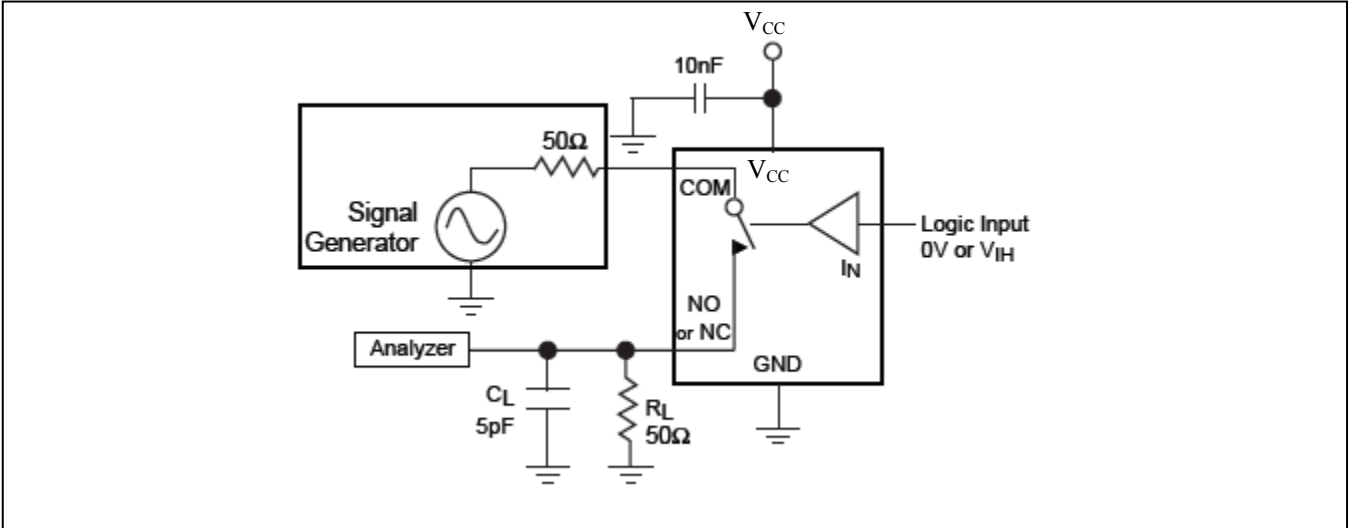 VCC
10nF
50Ω
VCC
COM
Signal
Generator
Logic Input
0V or VIH
IN
NO
or NC
Analyzer
GND
CL
5pF
RL
50Ω